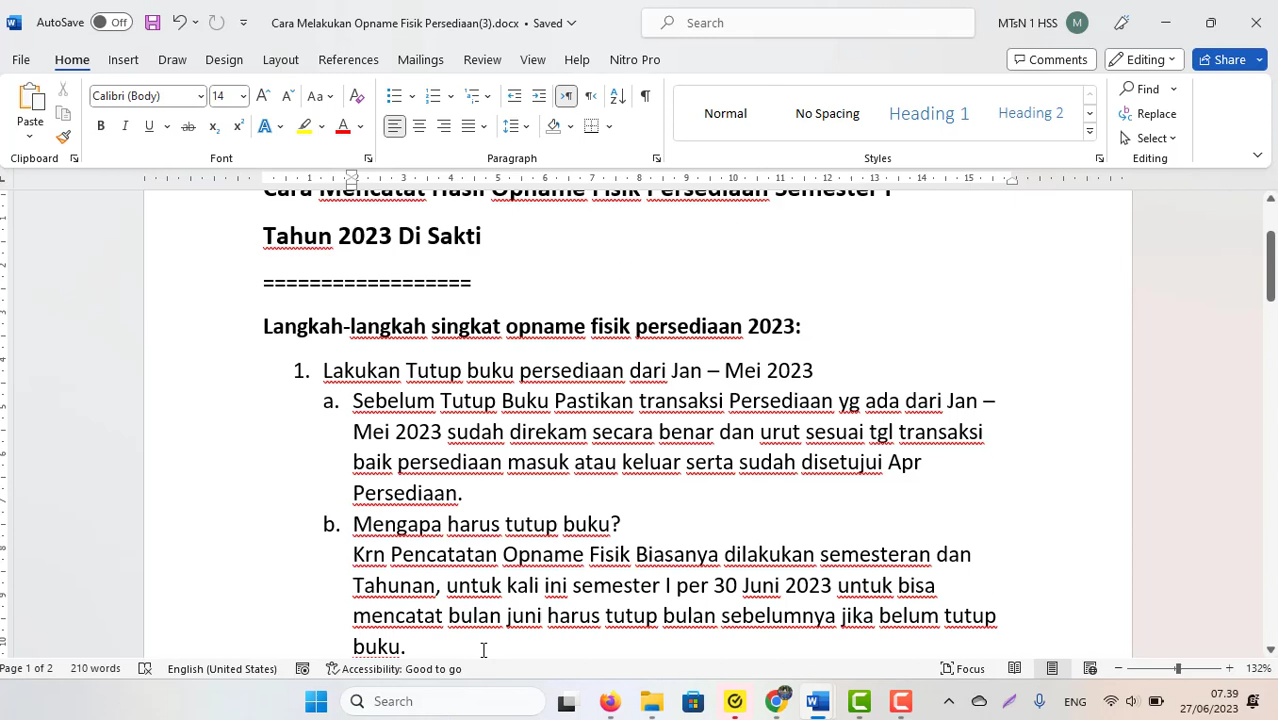 AutoSave Off Cara Melakukan Opname Fisik Persediaan(3).docx • Saved Search MTsN 1 HSS M
File Home Insert Draw Design Layout References Mailings Review View Help Nitro Pro Comments Editing Share
Paste Calibri (Body) 14 Normal No Spacing Heading 1 Heading 2 Find Replace Select
Clipboard Font Paragraph Styles Editing
Cara Mencatat Hasil Opname Fisik Persediaan Semester I
Tahun 2023 Di Sakti
==================
Langkah-langkah singkat opname fisik persediaan 2023:
1. Lakukan Tutup buku persediaan dari Jan – Mei 2023
a. Sebelum Tutup Buku Pastikan transaksi Persediaan yg ada dari Jan –
Mei 2023 sudah direkam secara benar dan urut sesuai tgl transaksi
baik persediaan masuk atau keluar serta sudah disetujui Apr
Persediaan.
b. Mengapa harus tutup buku?
Krn Pencatatan Opname Fisik Biasanya dilakukan semesteran dan
Tahunan, untuk kali ini semester I per 30 Juni 2023 untuk bisa
mencatat bulan juni harus tutup bulan sebelumnya jika belum tutup
buku.
Page 1 of 2 210 words English (United States) Accessibility: Good to go Focus 132%
Search ENG 07.39
27/06/2023